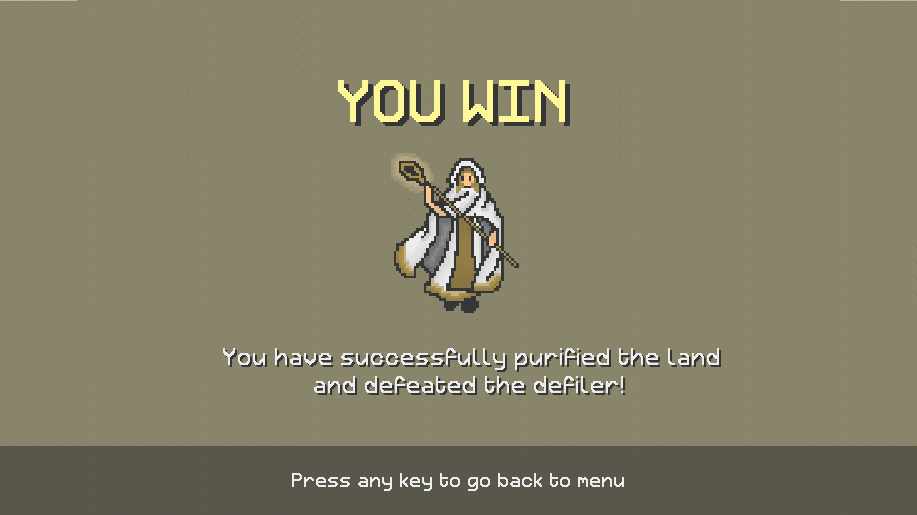 YOU WIN
You have successfully purified the land
and defeated the defiler!
Press any key to go back to menu